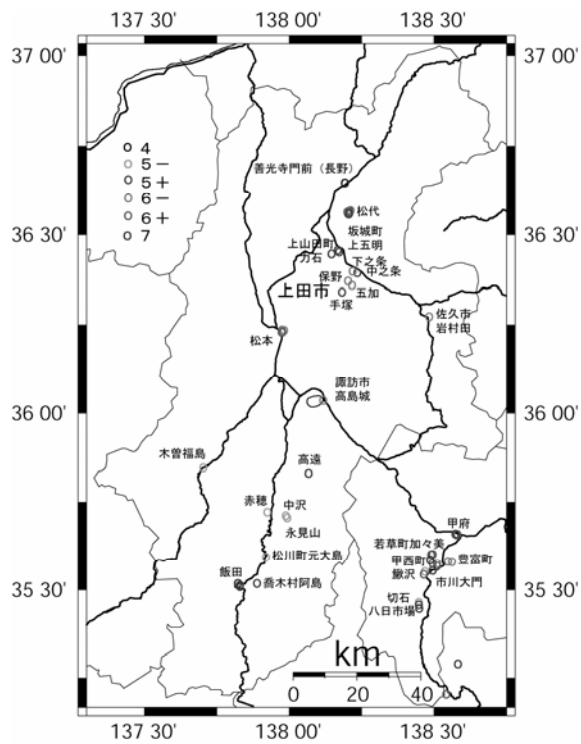 137 30' 138 00' 138 30'
37 00' 37 00'
4
5－
5＋
6－
6＋
7
善光寺門前（長野）
松代
坂城町
上五明
上山田町
力石
下之条
中之条
保野
上田市
五加
手塚
佐久市
岩村田
36 30' 36 30'
松本
諏訪市
高島城
36 00' 36 00'
木曽福島
高遠
赤穂
中沢
永見山
甲府
若草町加々美
松川町元大島
甲西町
豊富町
鰍沢
市川大門
飯田
喬木村阿島
35 30' 35 30'
切石
八日市場
km
0 20 40
137 30' 138 00' 138 30'